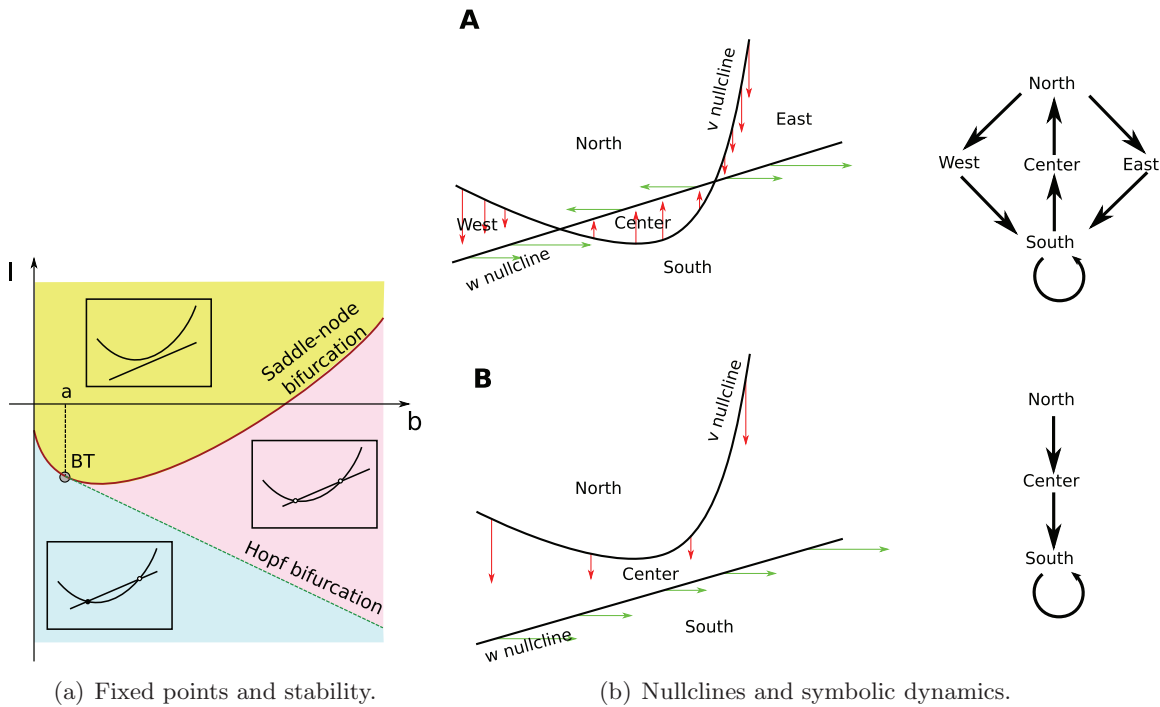 I
a
b
BT
Saddle-node
bifurcation
Hopf bifurcation
(a) Fixed points and stability.
A
North
v nullcline
East
West
Center
w nullcline
South
North
West
Center
East
South
B
North
v nullcline
Center
South
w nullcline
North
Center
South
(b) Nullclines and symbolic dynamics.